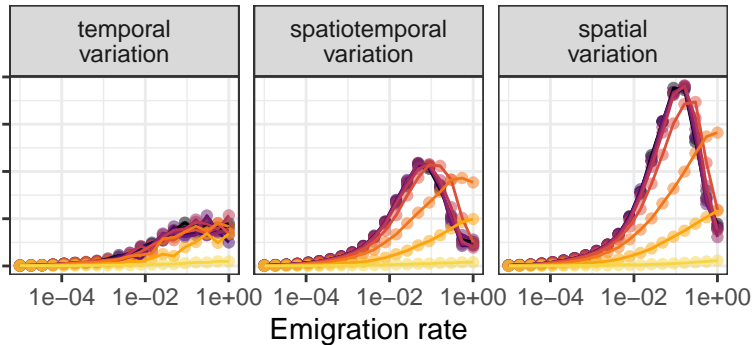 temporal
variation
spatiotemporal
variation
spatial
variation
1e−04 1e−02 1e+00
1e−04 1e−02 1e+00
1e−04 1e−02 1e+00
Emigration rate